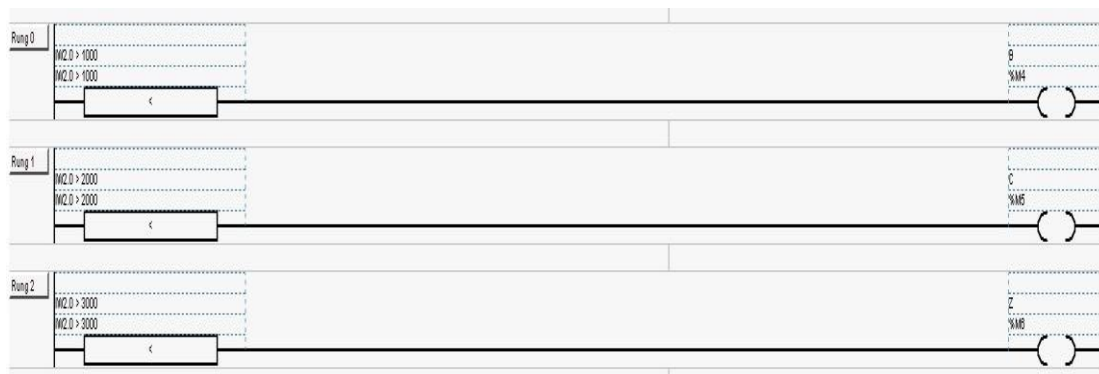 Rung 0
IW2.0 > 1000
B
IW2.0 > 1000
%M4
<
Rung 1
IW2.0 > 2000
C
IW2.0 > 2000
%M5
<
Rung 2
IW2.0 > 3000
Z
IW2.0 > 3000
%M6
<